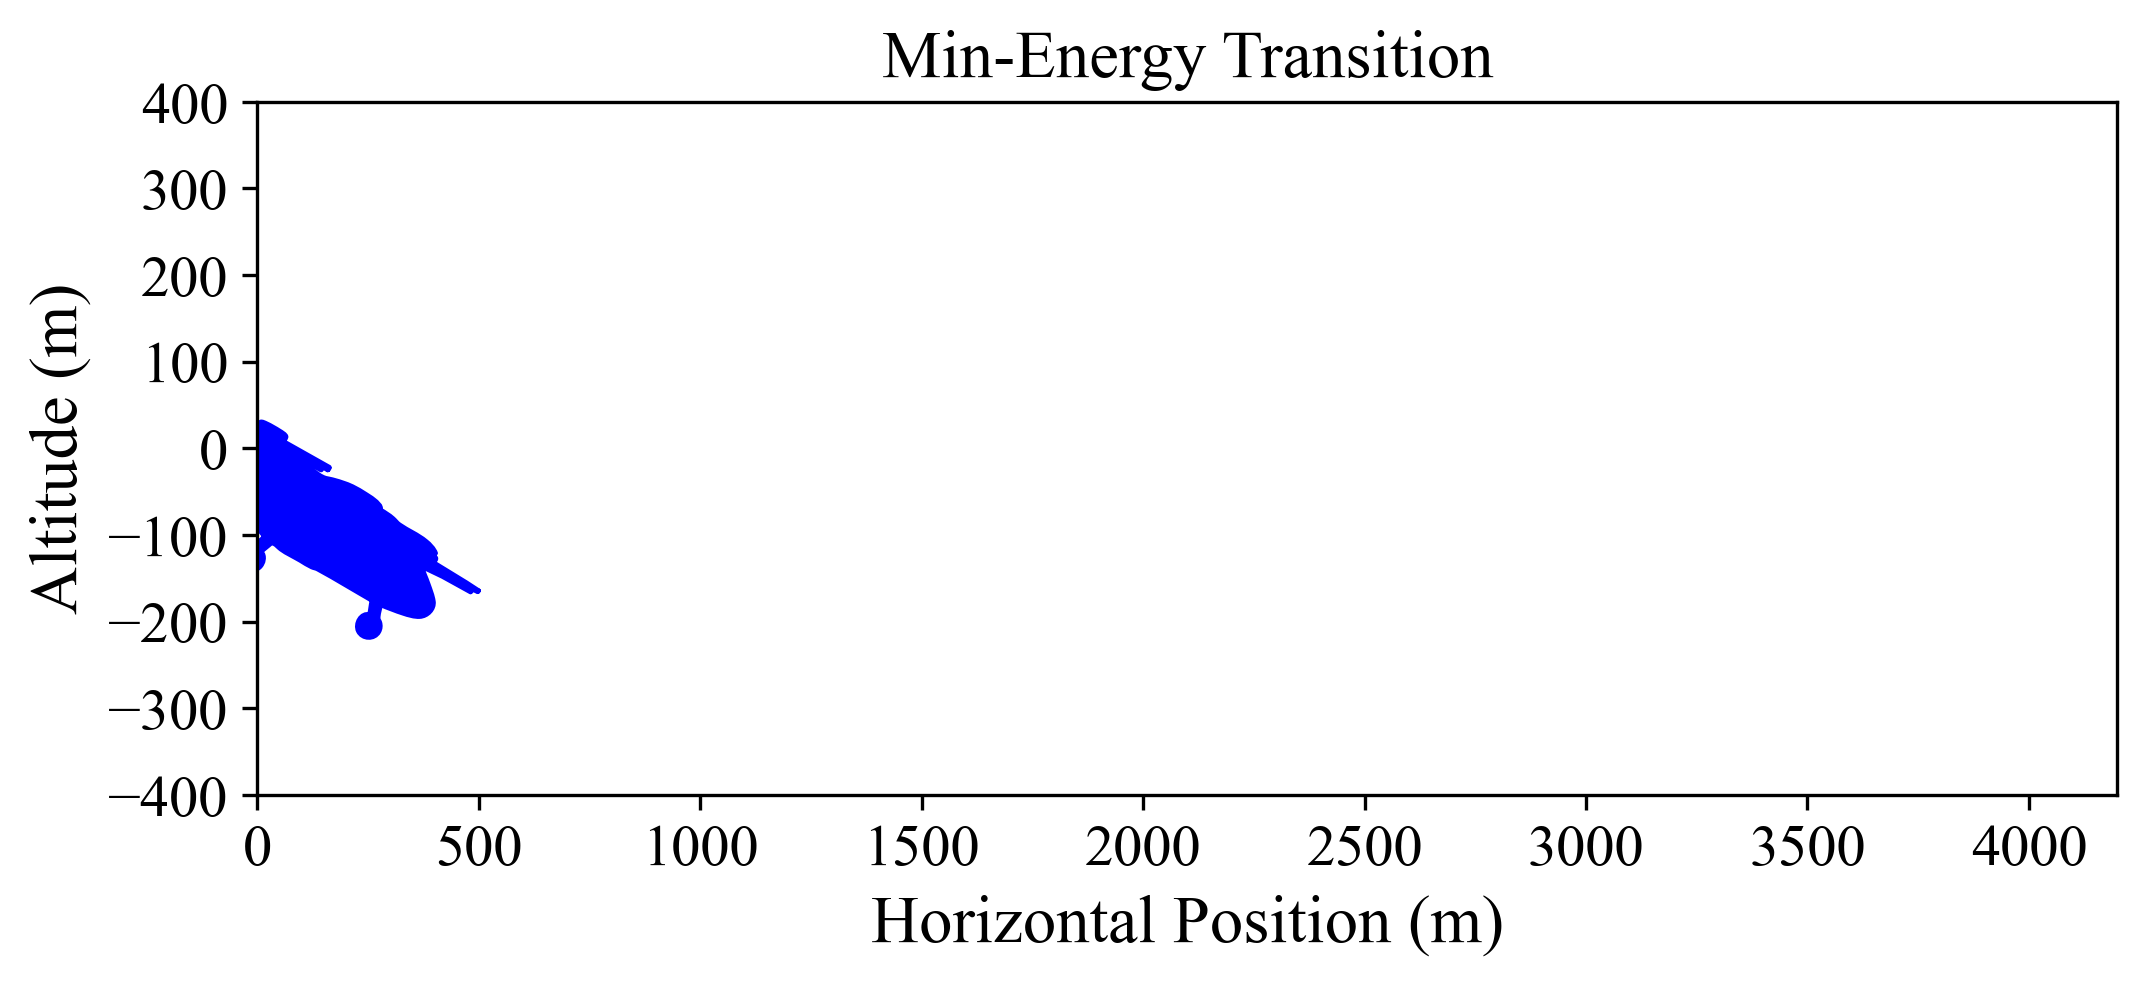 Min-Energy Transition
400
300
200
100
0
−100
−200
−300
−400
Altitude (m)
0 500 1000 1500 2000 2500 3000 3500 4000
Horizontal Position (m)